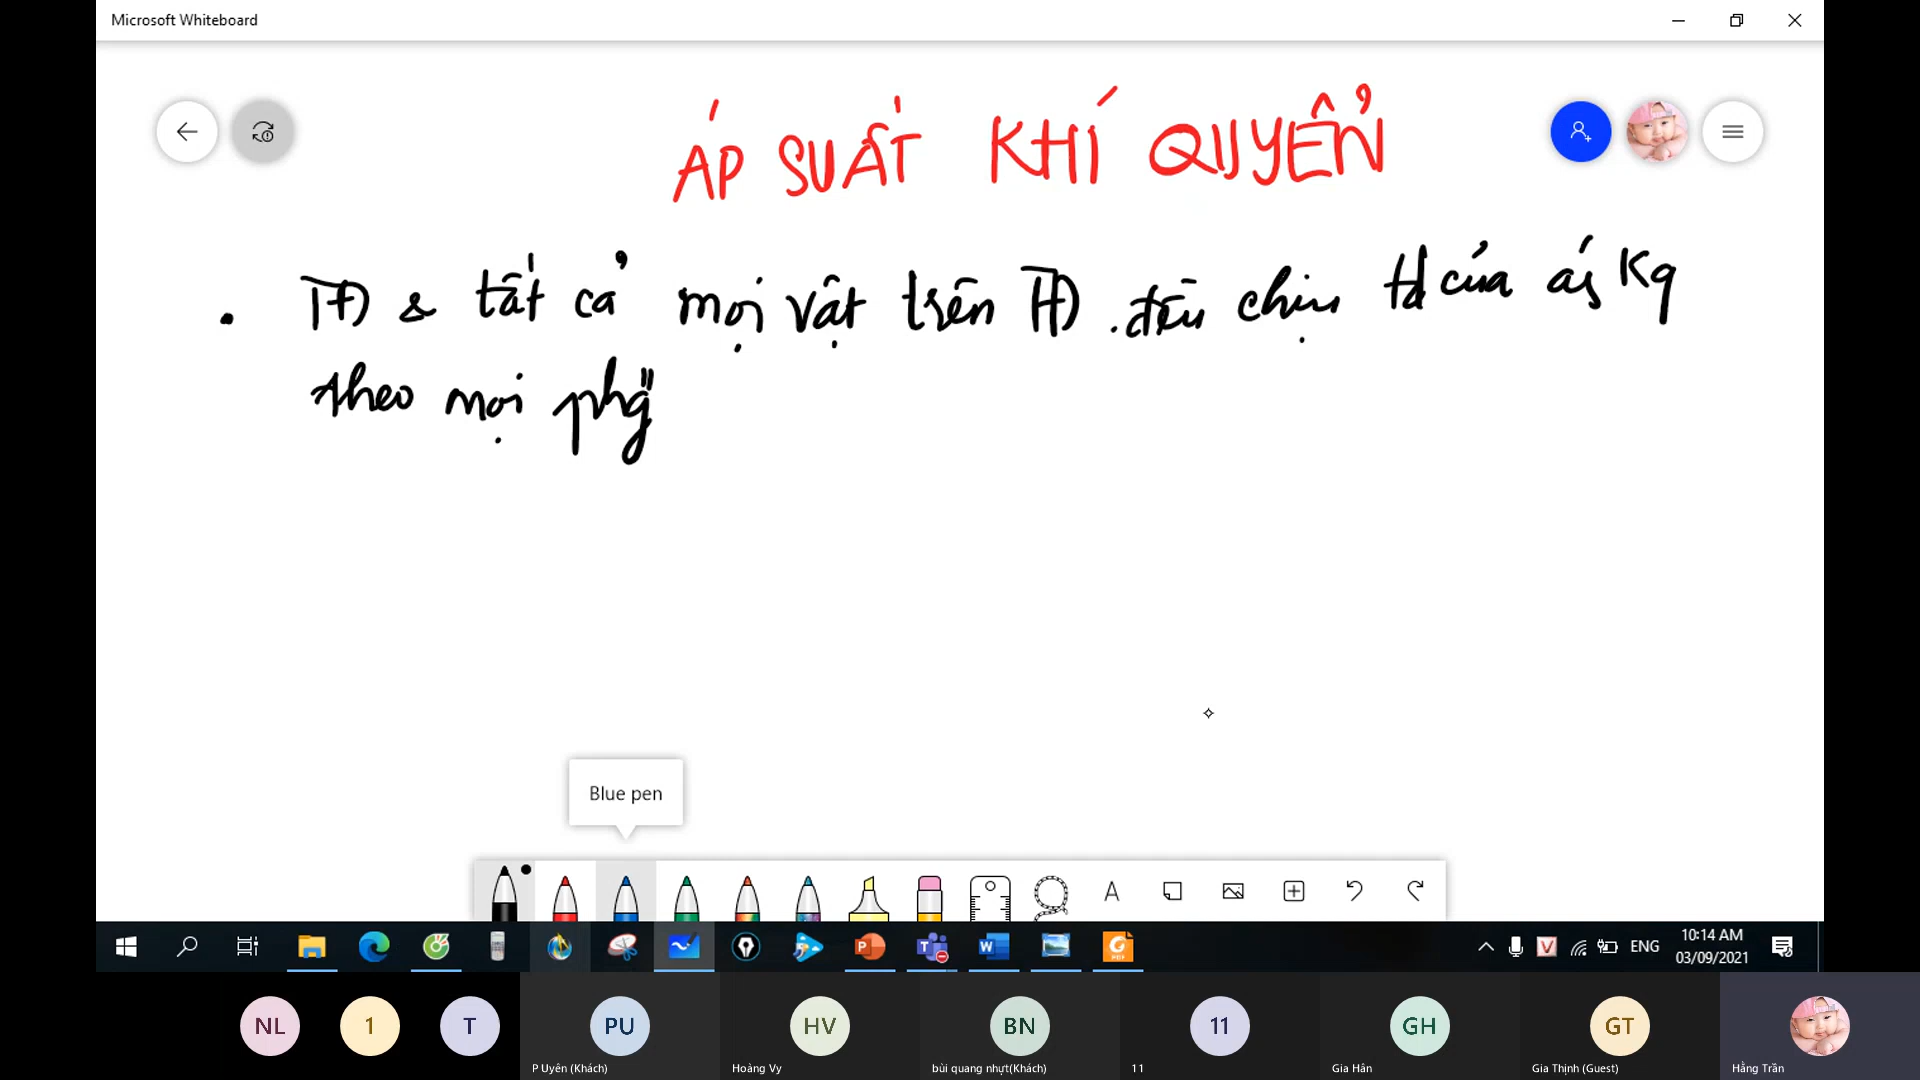 Microsoft Whiteboard
ÁP SUẤT KHÍ QUYỂN
. TĐ & tất cả mọi vật trên TĐ . đều chịu td của ás Kq
theo mọi phg
Blue pen
A
ENG
10:14 AM
03/09/2021
NL
1
T
PU
HV
BN
11
GH
GT
P Uyên (Khách)
Hoàng Vy
bùi quang nhựt(Khách)
11
Gia Hân
Gia Thịnh (Guest)
Hằng Trần